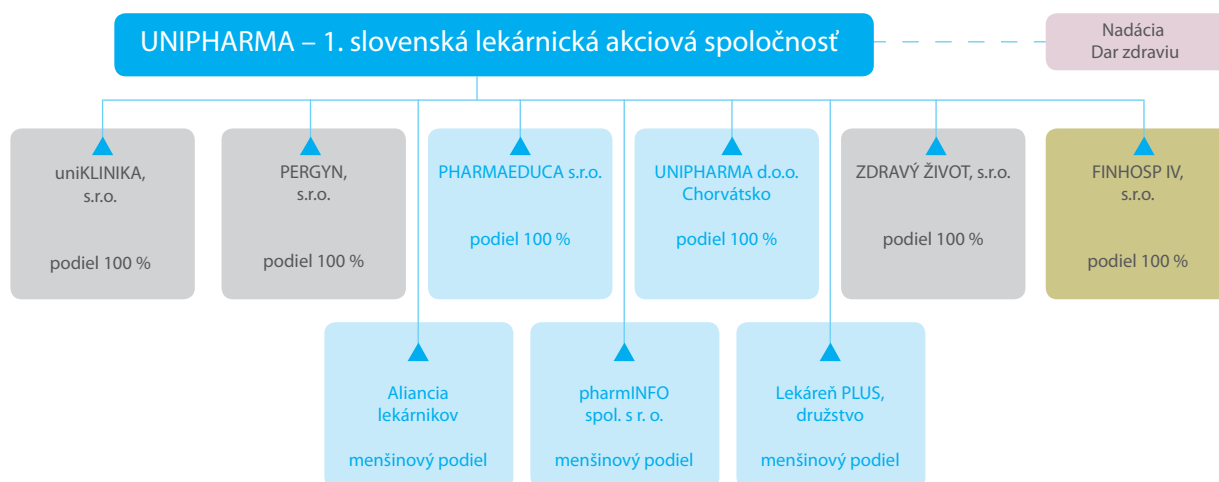 UNIPHARMA – 1. slovenská lekárnická akciová spoločnosť
Nadácia
Dar zdraviu
uniKLINIKA,
s.r.o.
podiel 100 %
PERGYN,
s.r.o.
podiel 100 %
PHARMAEDUCA s.r.o.
podiel 100 %
UNIPHARMA d.o.o.
Chorvátsko
podiel 100 %
ZDRAVÝ ŽIVOT, s.r.o.
podiel 100 %
FINHOSP IV,
s.r.o.
podiel 100 %
Aliancia
lekárnikov
menšinový podiel
pharmINFO
spol. s r. o.
menšinový podiel
Lekáreň PLUS,
družstvo
menšinový podiel